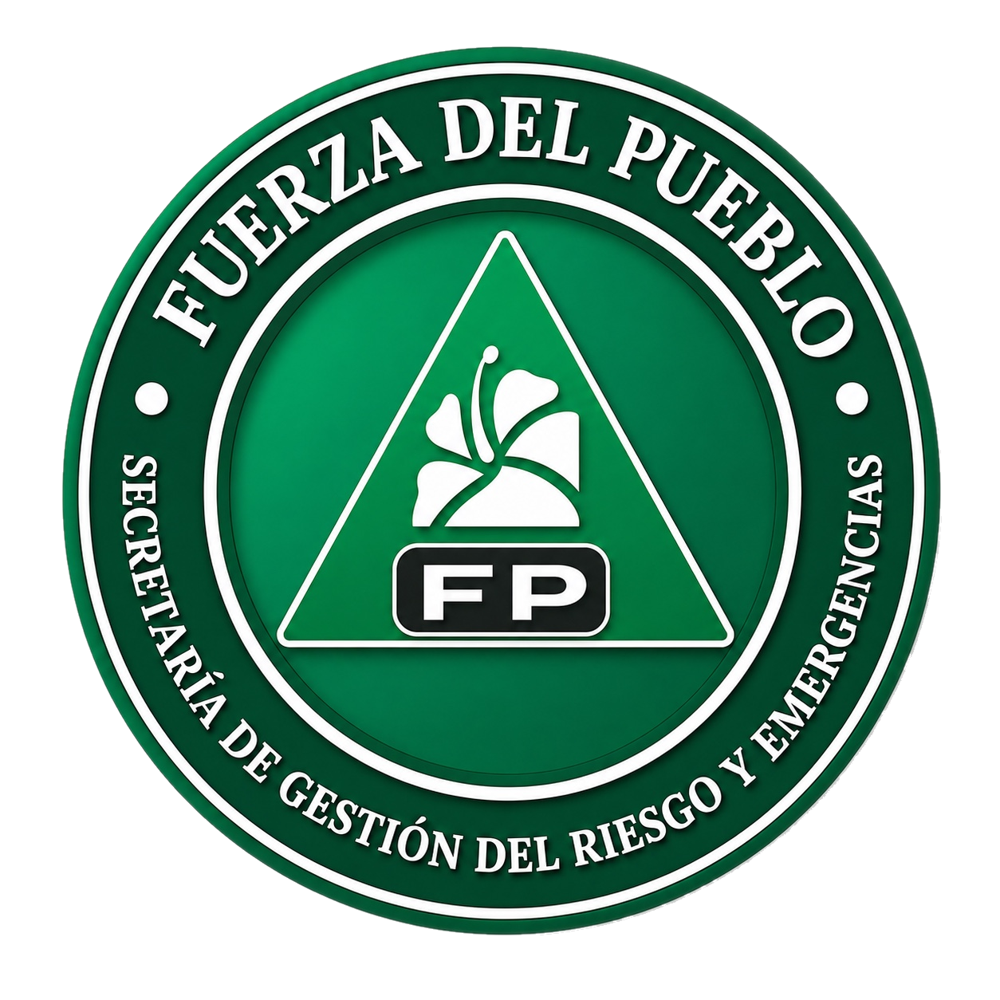 FUERZA DEL PUEBLO
FP
SECRETARÍA DE GESTIÓN DEL RIESGO Y EMERGENCIAS